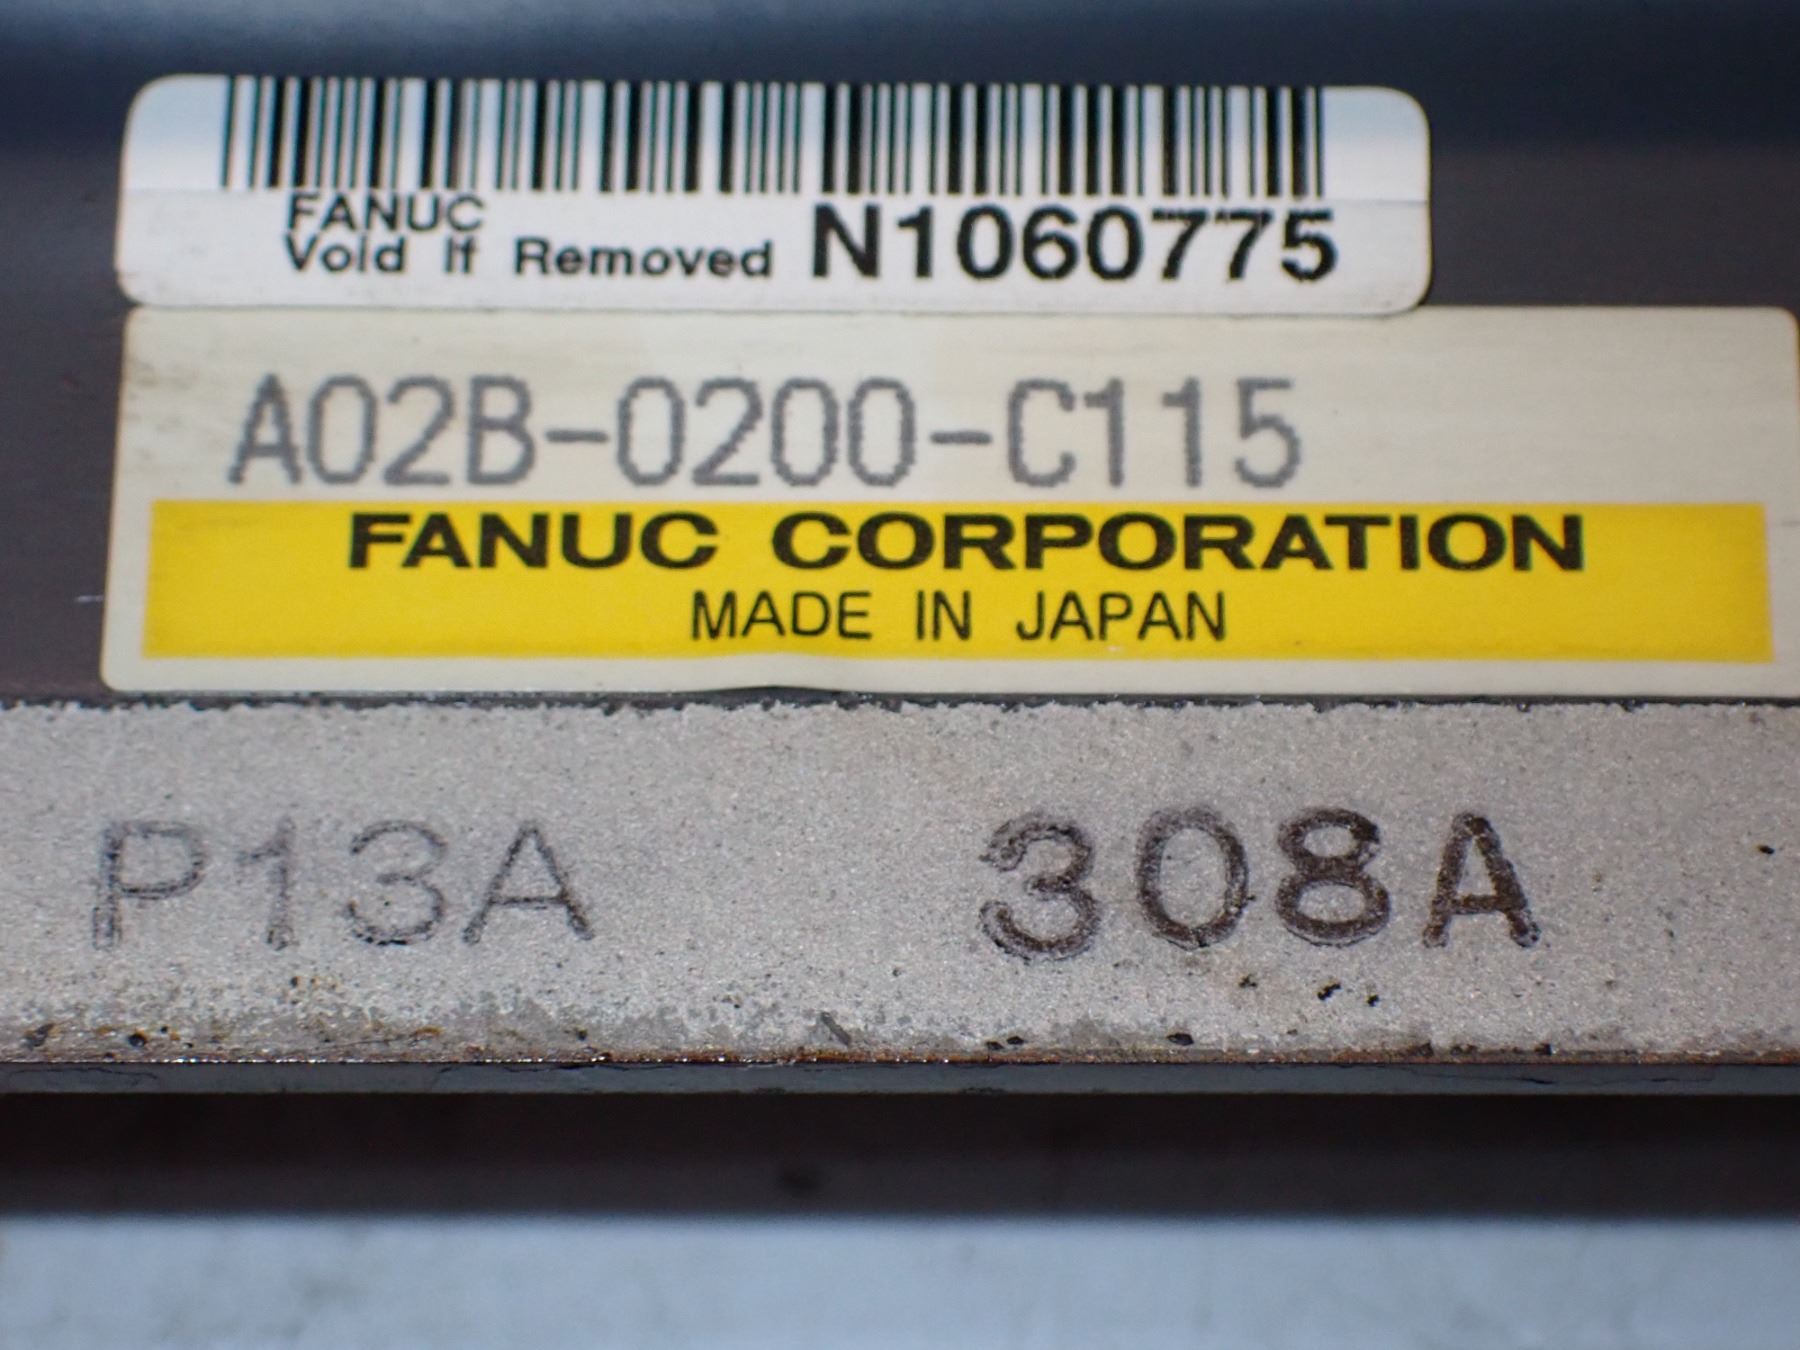 FANUC
Void If Removed N1060775
A02B-0200-C115
FANUC CORPORATION
MADE IN JAPAN
P13A 308A